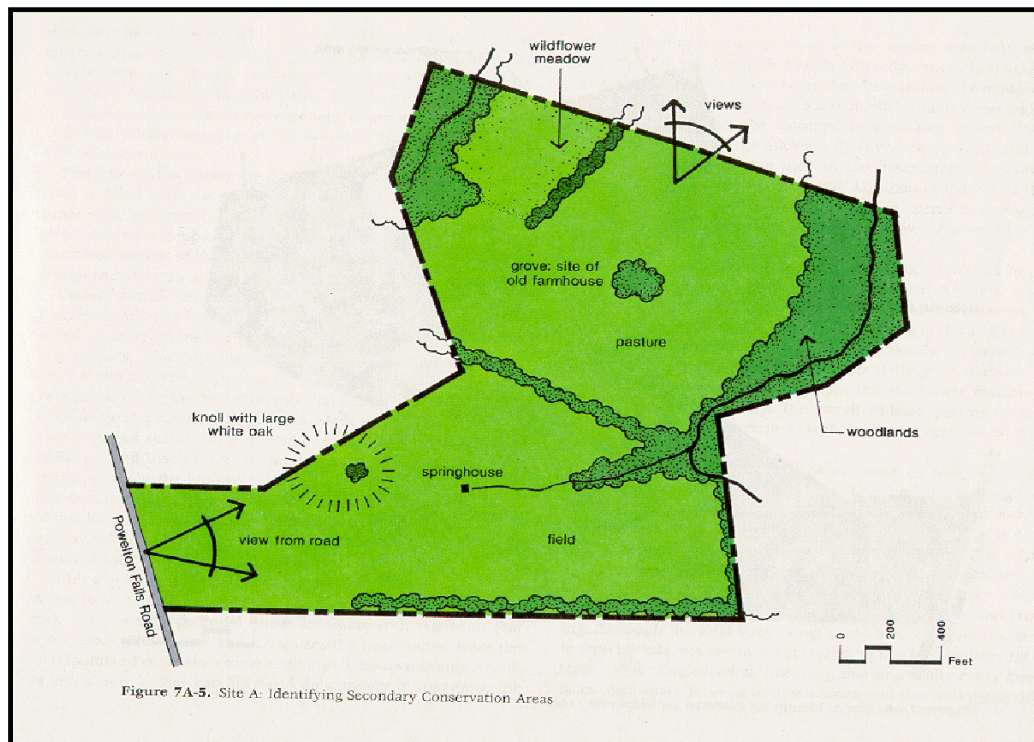 wildflower
meadow
views
grove: site of
old farmhouse
pasture
knoll with large
white oak
woodlands
springhouse
view from road
field
Powelton Falls Road
0
200
400
Feet
Figure 7A-5. Site A: Identifying Secondary Conservation Areas